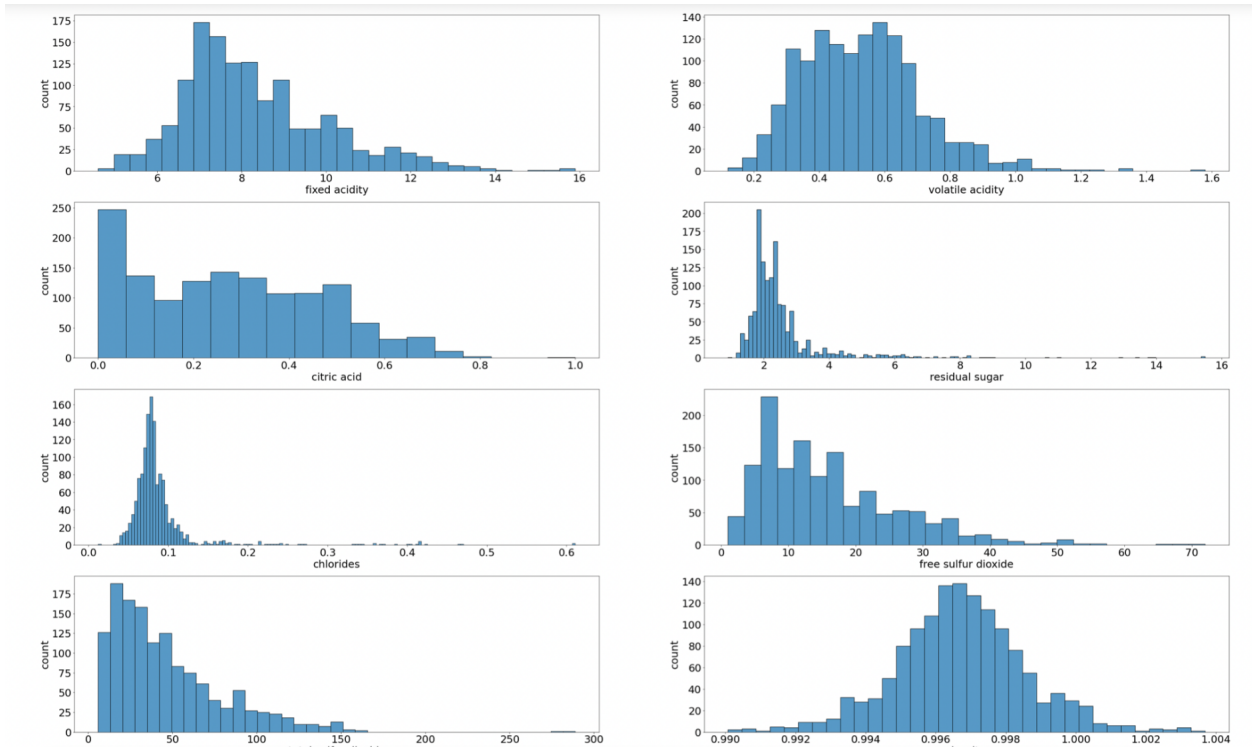 175
150
125
100
75
50
25
0
count
6 8 10 12 14 16
fixed acidity
140
120
100
80
60
40
20
0
count
0.2 0.4 0.6 0.8 1.0 1.2 1.4 1.6
volatile acidity
250
200
150
100
50
0
count
0.0 0.2 0.4 0.6 0.8 1.0
citric acid
200
175
150
125
100
75
50
25
0
count
2 4 6 8 10 12 14 16
residual sugar
160
140
120
100
80
60
40
20
0
count
0.0 0.1 0.2 0.3 0.4 0.5 0.6
chlorides
200
150
100
50
0
count
0 10 20 30 40 50 60 70
free sulfur dioxide
175
150
125
100
75
50
25
0
count
0 50 100 150 200 250 300
140
120
100
80
60
40
20
0
count
0.990 0.992 0.994 0.996 0.998 1.000 1.002 1.004